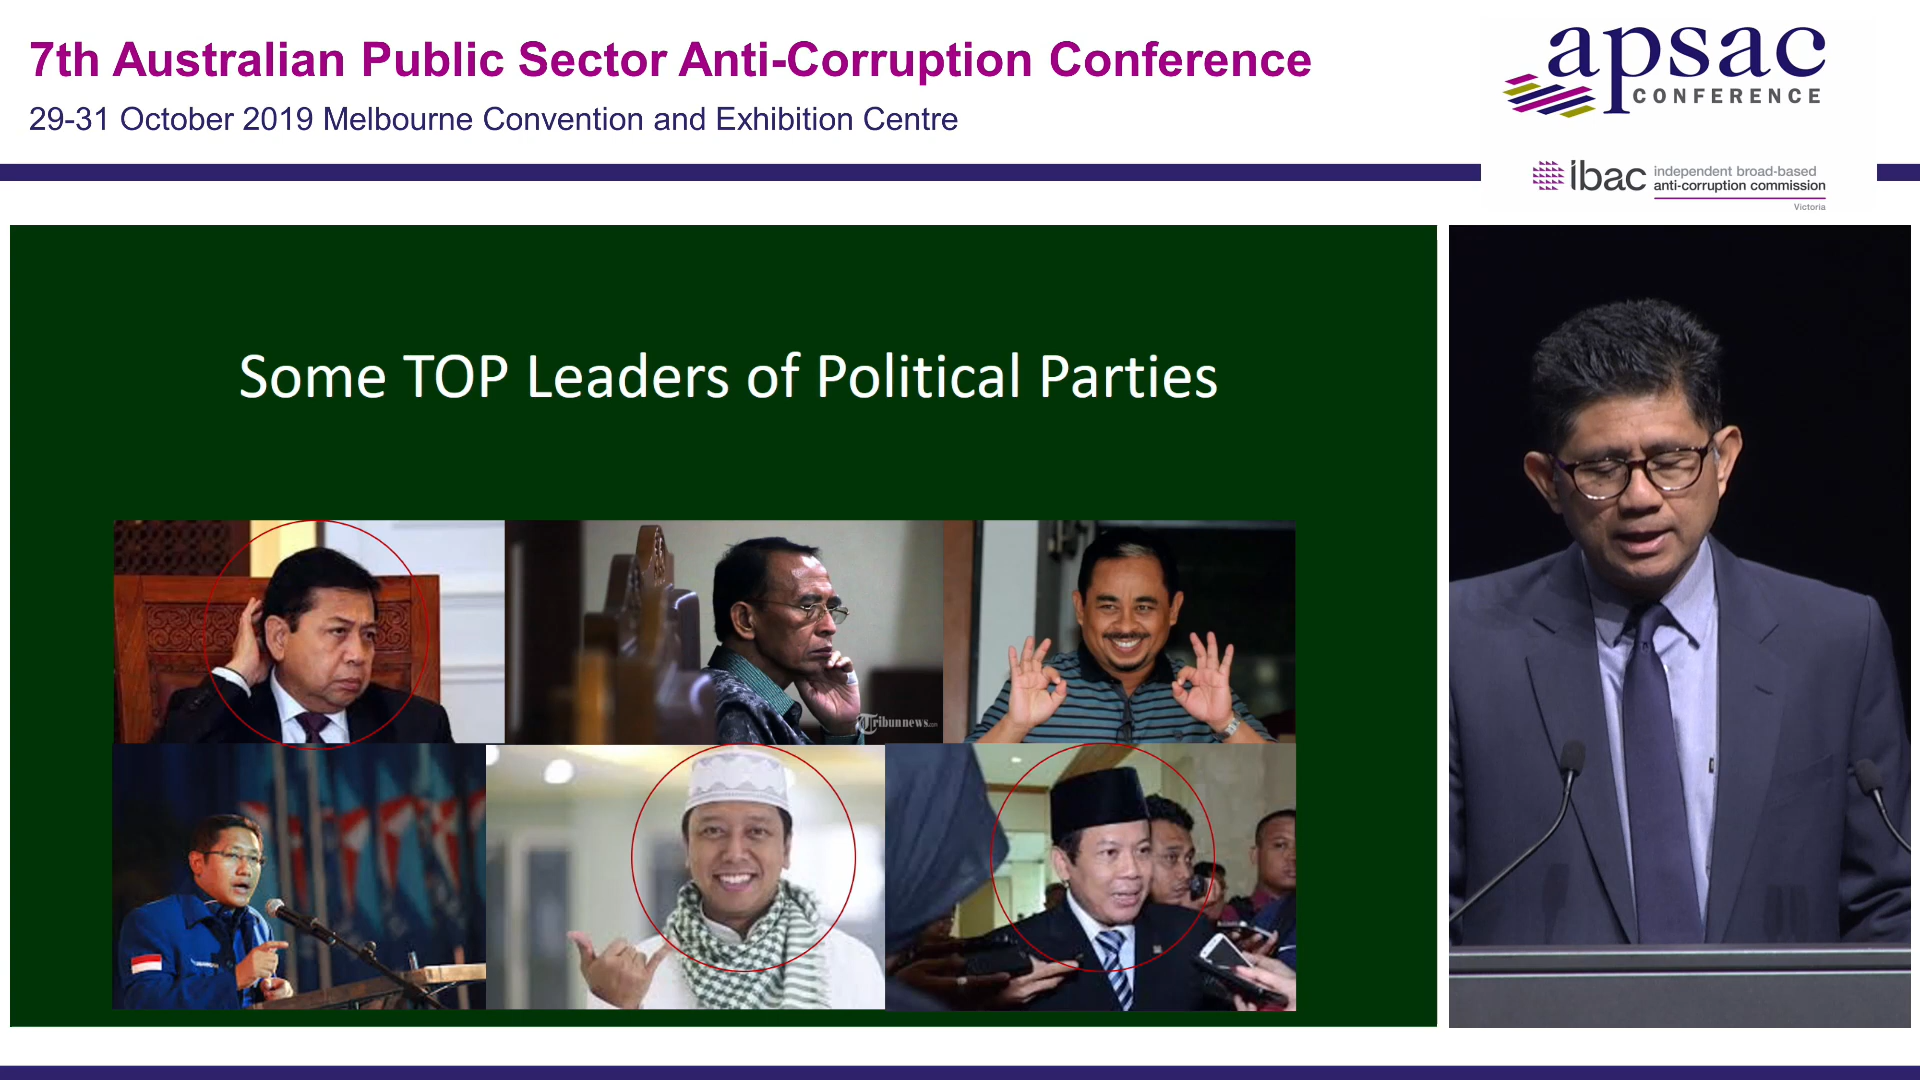 7th Australian Public Sector Anti-Corruption Conference
29-31 October 2019 Melbourne Convention and Exhibition Centre
apsac
CONFERENCE
ibac
independent broad-based
anti-corruption commission
Victoria
Some TOP Leaders of Political Parties
Tribunnews.com